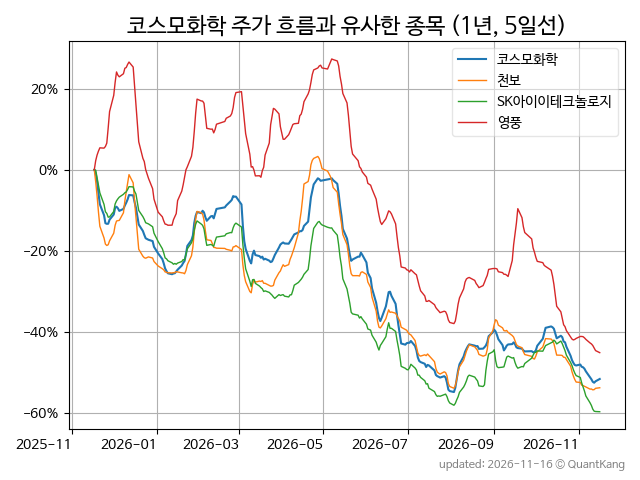 코스모화학 주가 흐름과 유사한 종목 (1년, 5일선)
코스모화학
천보
SK아이이테크놀로지
영풍
20%
0%
−20%
−40%
−60%
2025-11 2026-01 2026-03 2026-05 2026-07 2026-09 2026-11
updated: 2026-11-16 © QuantKang